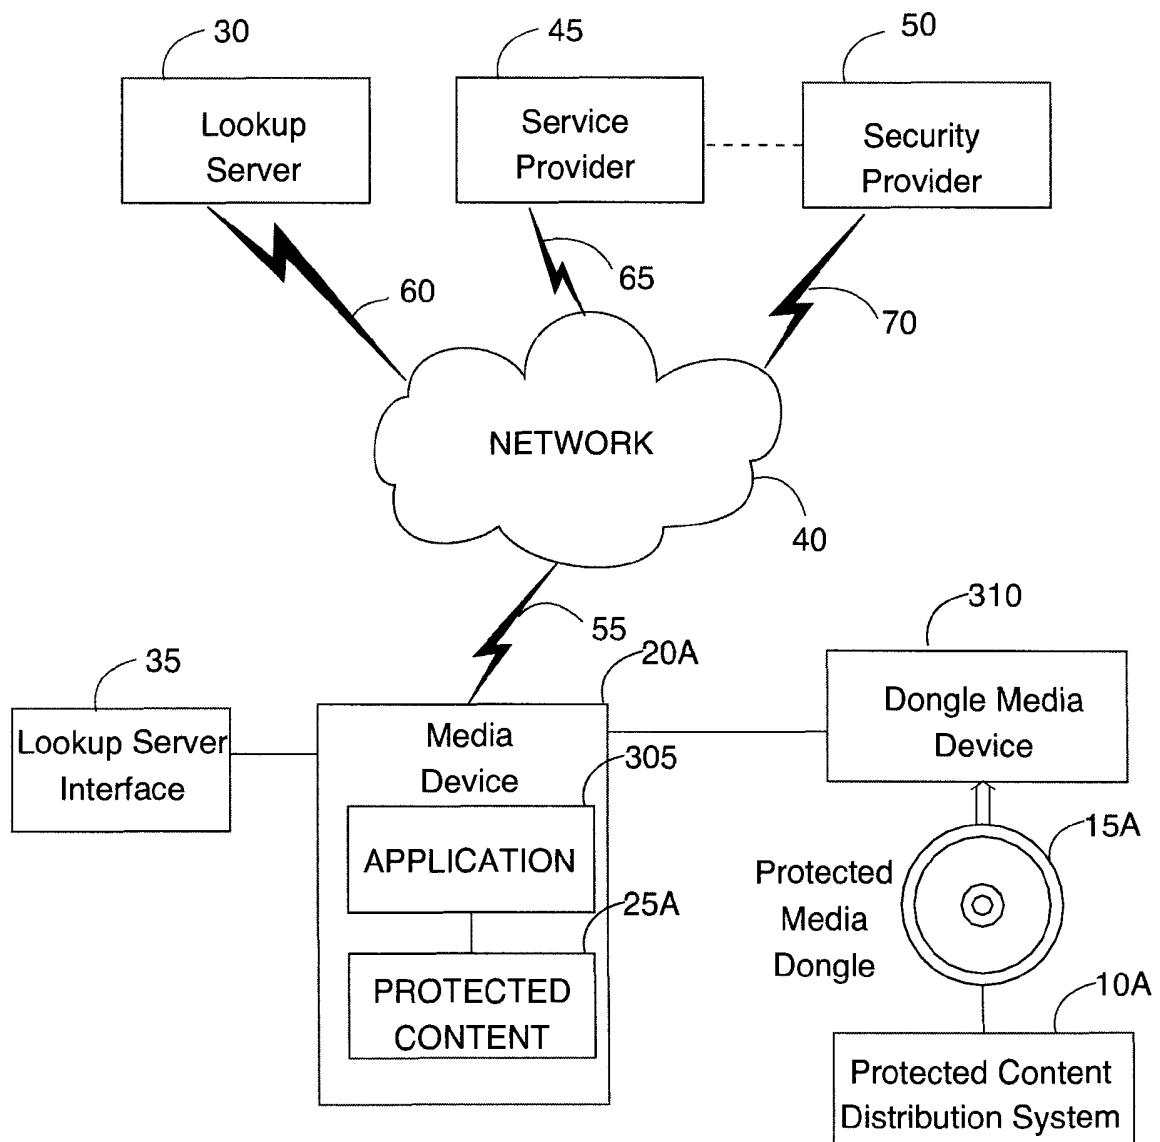 30
45
50
Lookup
Server
Service
Provider
Security
Provider
60
65
70
NETWORK
40
55
310
35
20A
Lookup Server
Interface
Media
Device
305
Dongle Media
Device
APPLICATION
15A
Protected
Media
Dongle
25A
PROTECTED
CONTENT
10A
Protected Content
Distribution System